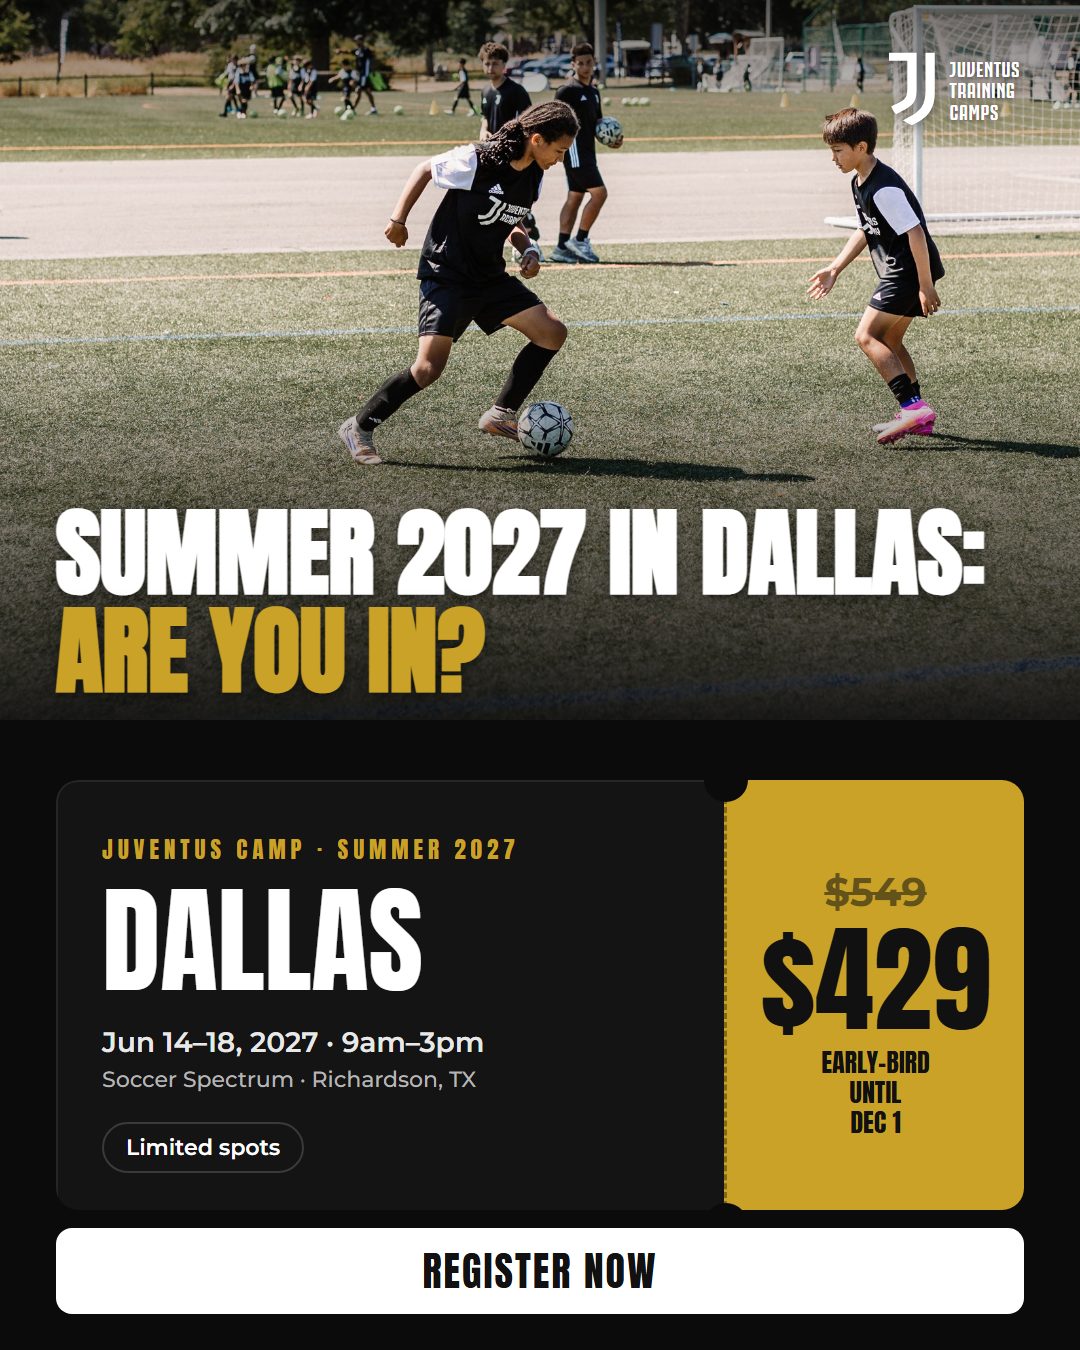 JUVENTUS
TRAINING
CAMPS
SUMMER 2027 IN DALLAS:
ARE YOU IN?
JUVENTUS CAMP · SUMMER 2027
DALLAS
Jun 14–18, 2027 · 9am–3pm
Soccer Spectrum · Richardson, TX
Limited spots
$549
$429
EARLY-BIRD
UNTIL
DEC 1
REGISTER NOW